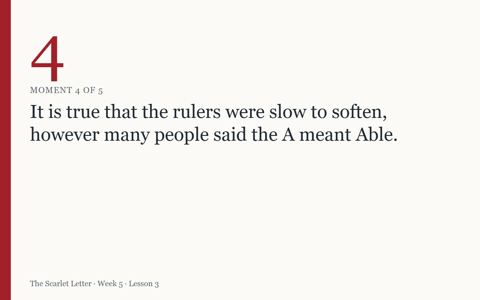 4
MOMENT 4 OF 5
It is true that the rulers were slow to soften,
however many people said the A meant Able.
The Scarlet Letter · Week 5 · Lesson 3